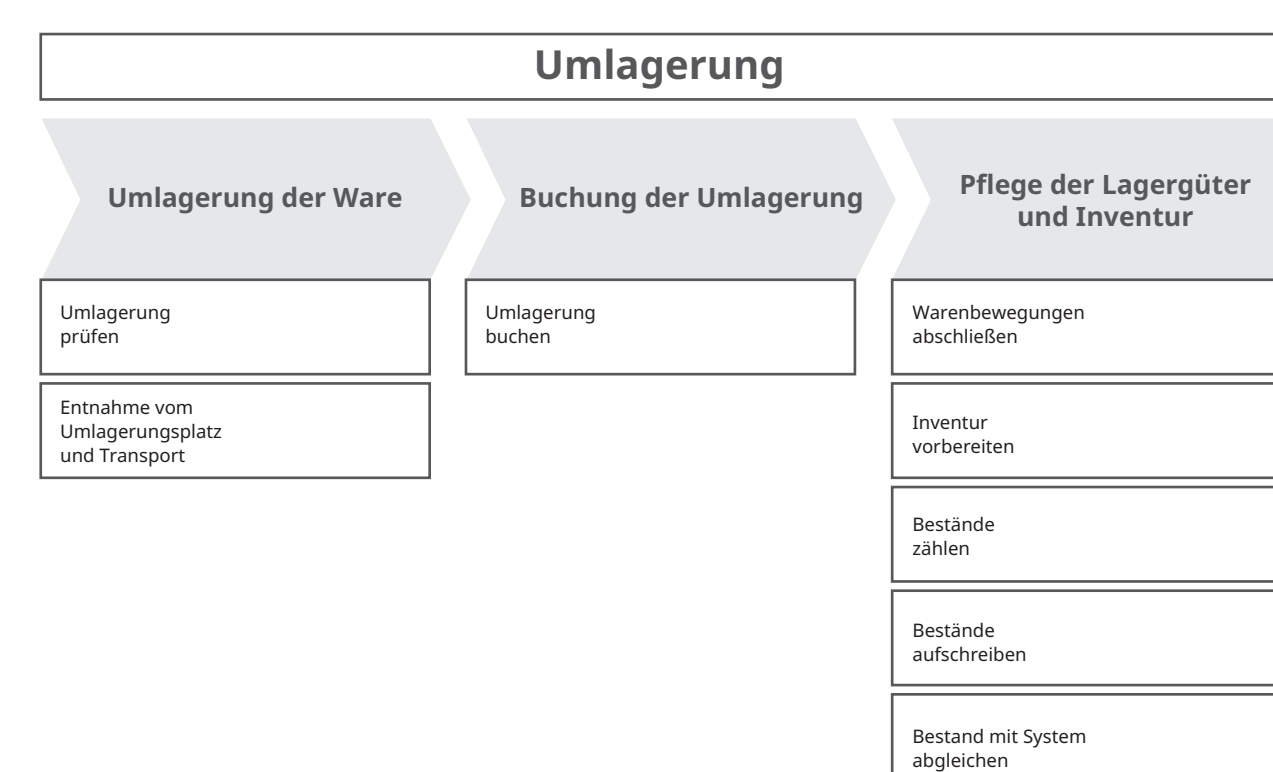 Umlagerung
Umlagerung der Ware
Umlagerung
prüfen
Entnahme vom
Umlagerungsplatz
und Transport
Buchung der Umlagerung
Umlagerung
buchen
Pflege der Lagergüter
und Inventur
Warenbewegungen
abschließen
Inventur
vorbereiten
Bestände
zählen
Bestände
aufschreiben
Bestand mit System
abgleichen